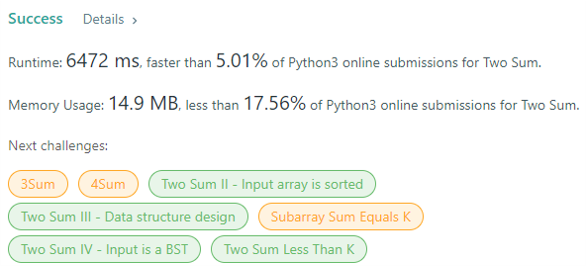 Success Details >
Runtime: 6472 ms, faster than 5.01% of Python3 online submissions for Two Sum.
Memory Usage: 14.9 MB, less than 17.56% of Python3 online submissions for Two Sum.
Next challenges:
3Sum 4Sum Two Sum II - Input array is sorted
Two Sum III - Data structure design Subarray Sum Equals K
Two Sum IV - Input is a BST Two Sum Less Than K